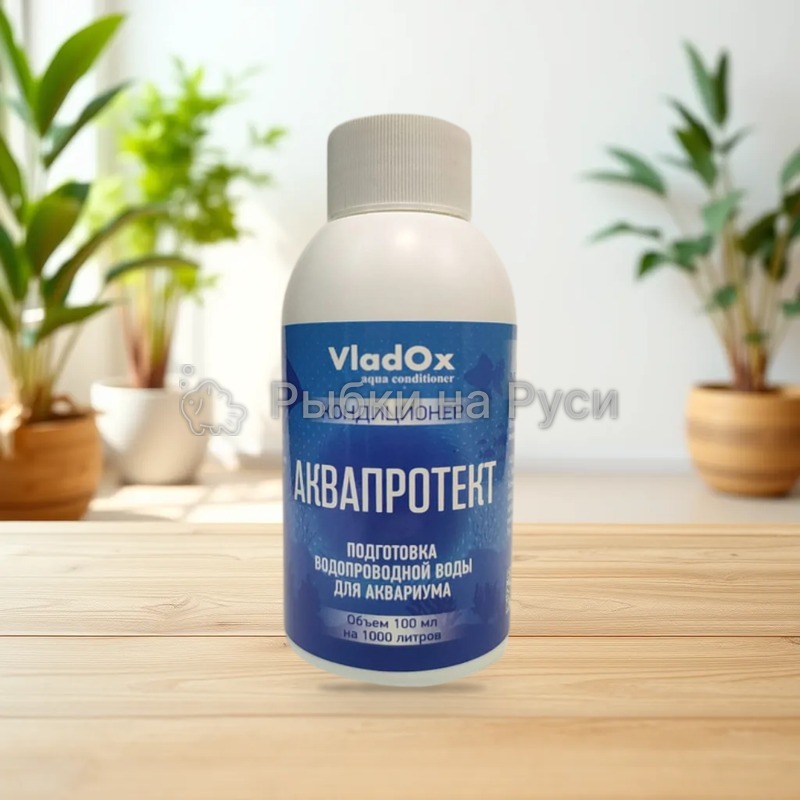 VladOx
aqua conditioner
Рыбки на Руси
КОНДИЦИОНЕР
АКВАПРОТЕКТ
ПОДГОТОВКА
ВОДОПРОВОДНОЙ ВОДЫ
ДЛЯ АКВАРИУМА
Объем 100 мл
на 1000 литров